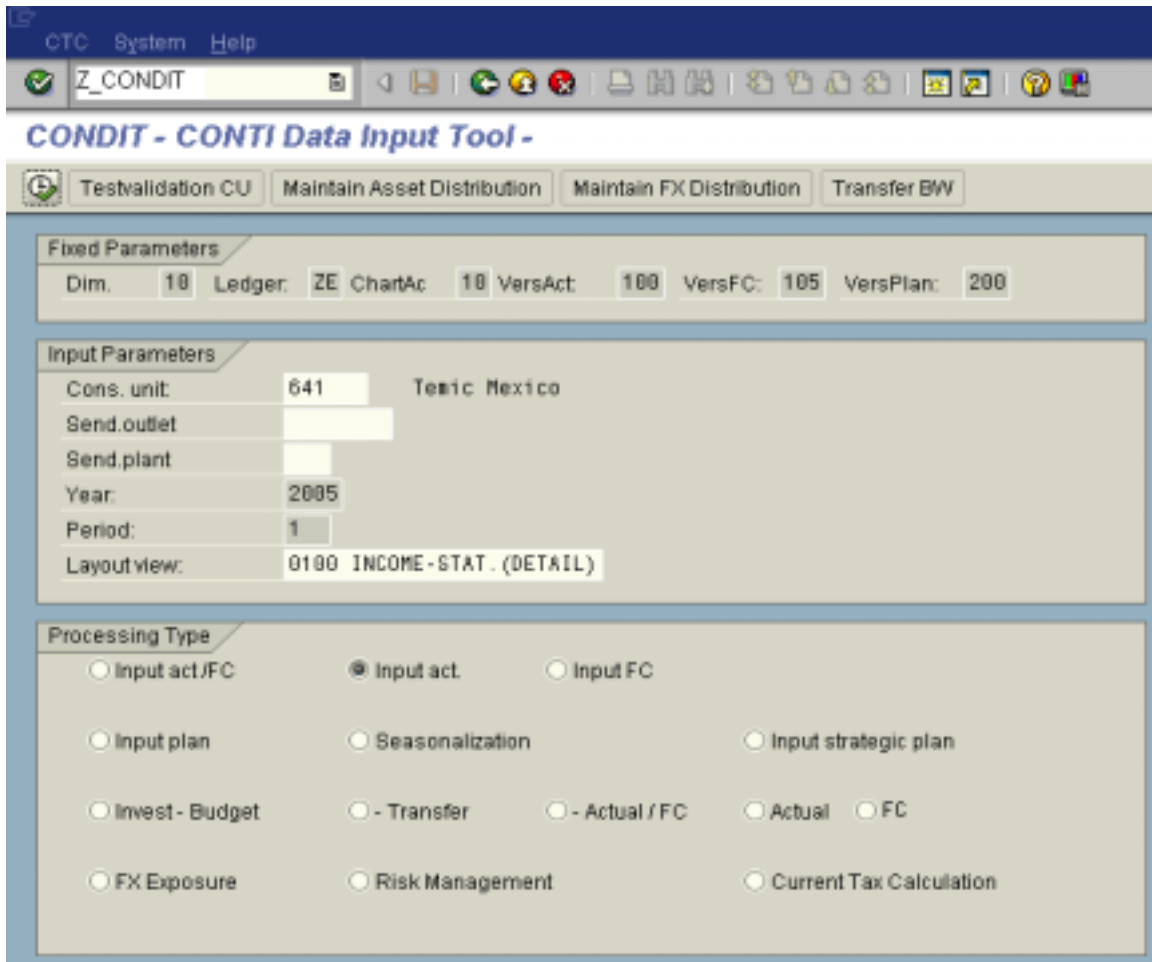 CTC System Help
Z_CONDIT
CONDIT - CONTI Data Input Tool -
Testvalidation CU Maintain Asset Distribution Maintain FX Distribution Transfer BW
Fixed Parameters
Dim. 10 Ledger: ZE ChartAc 10 VersAct: 100 VersFC: 105 VersPlan: 200
Input Parameters
Cons. unit: 641 Temic Mexico
Send.outlet
Send.plant
Year: 2005
Period: 1
Layout view: 0100 INCOME-STAT.(DETAIL)
Processing Type
Input act./FC Input act. Input FC
Input plan Seasonalization Input strategic plan
Invest - Budget - Transfer - Actual / FC Actual FC
FX Exposure Risk Management Current Tax Calculation